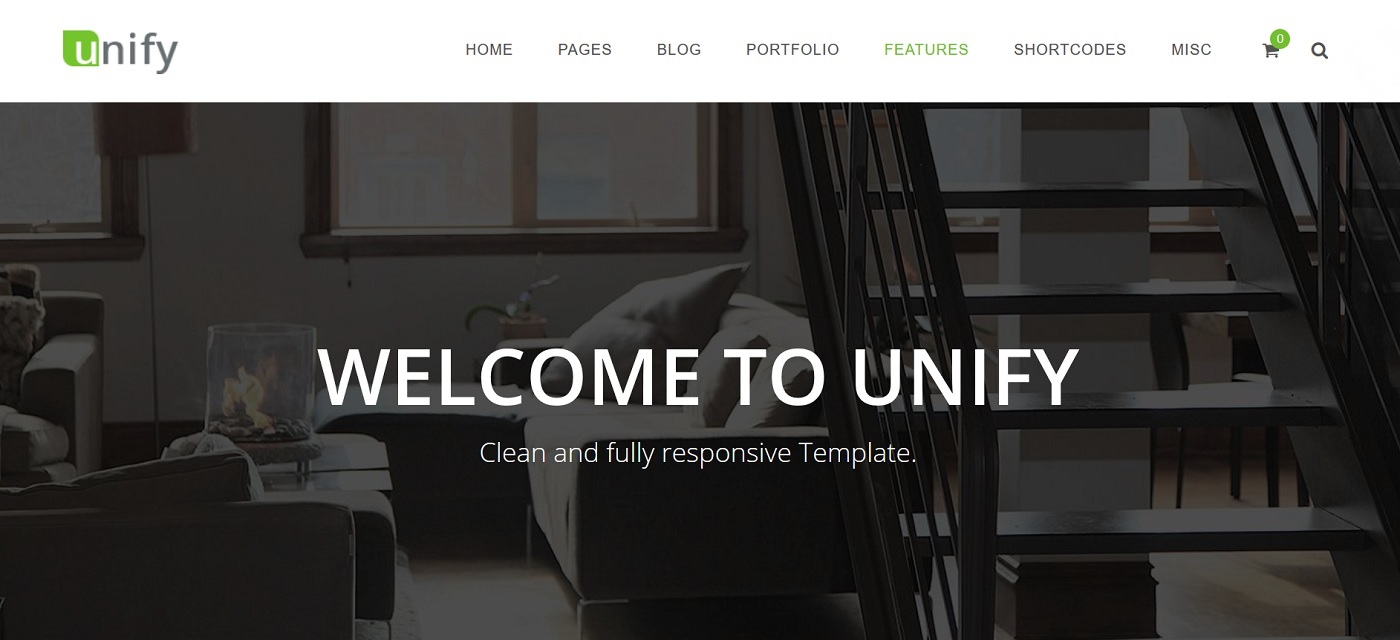 unify
HOME PAGES BLOG PORTFOLIO FEATURES SHORTCODES MISC 0
WELCOME TO UNIFY
Clean and fully responsive Template.